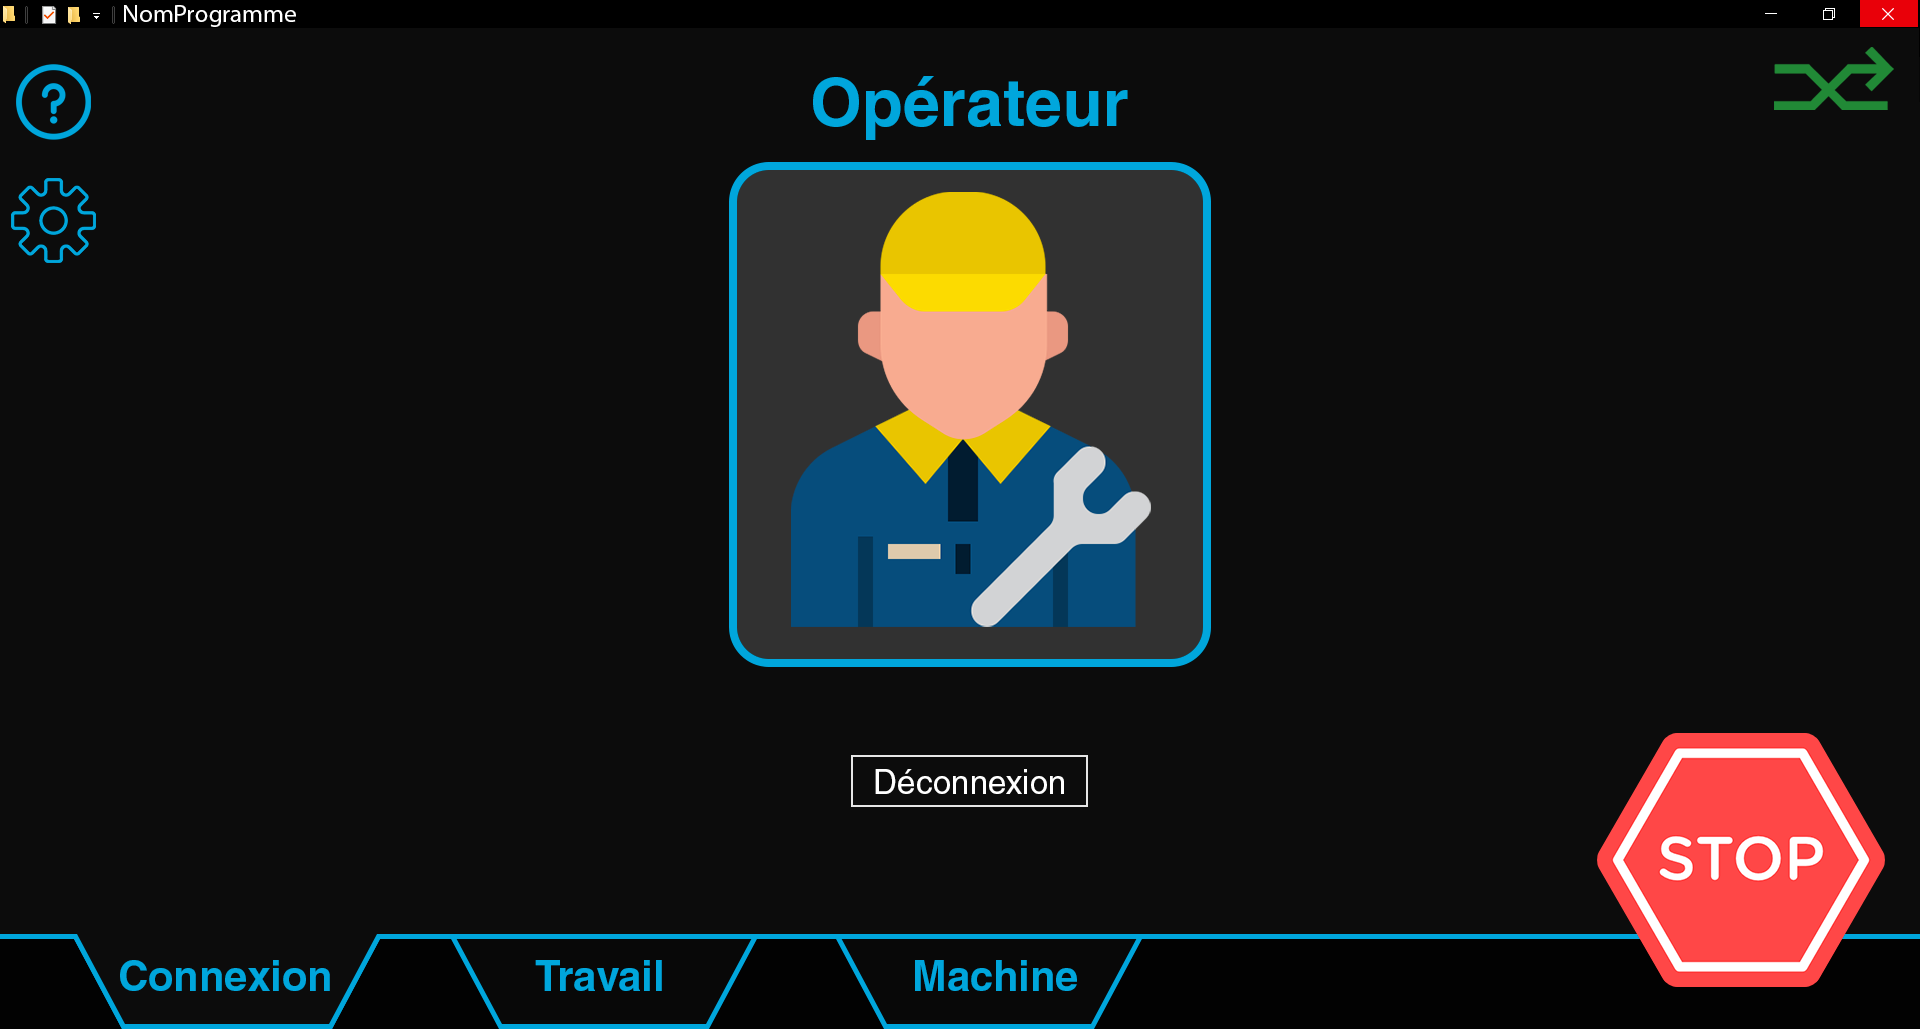 NomProgramme
?
Opérateur
Déconnexion
STOP
Connexion
Travail
Machine